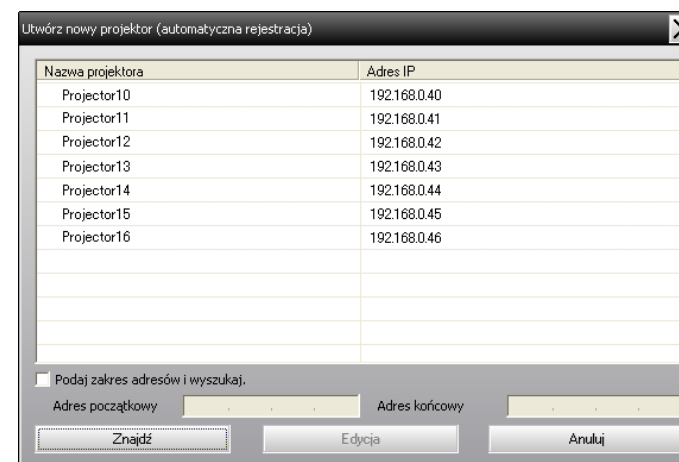 Utwórz nowy projektor (automatyczna rejestracja)
Nazwa projektora Adres IP
Projector10 192.168.0.40
Projector11 192.168.0.41
Projector12 192.168.0.42
Projector13 192.168.0.43
Projector14 192.168.0.44
Projector15 192.168.0.45
Projector16 192.168.0.46
Podaj zakres adresów i wyszukaj.
Adres początkowy . . . Adres końcowy . . .
Znajdź Edycja Anuluj